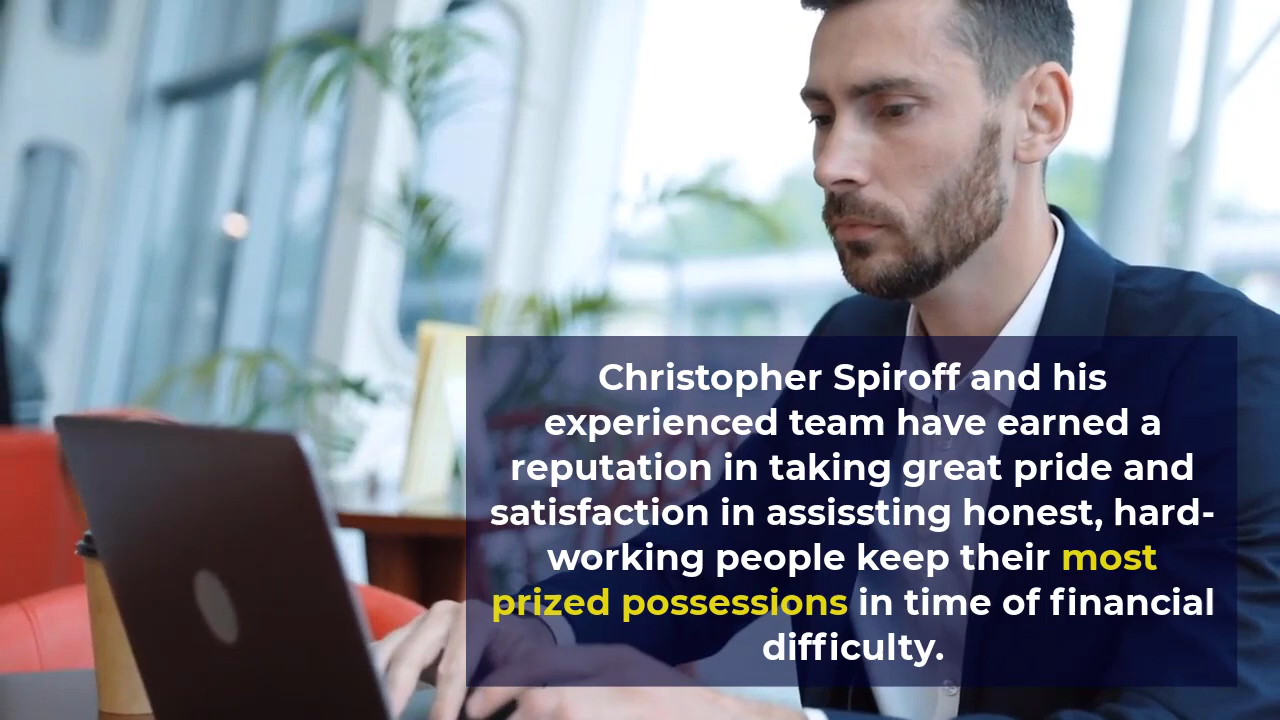 Christopher Spiroff and his
experienced team have earned a
reputation in taking great pride and
satisfaction in assissting honest, hard-
working people keep their most
prized possessions in time of financial
difficulty.